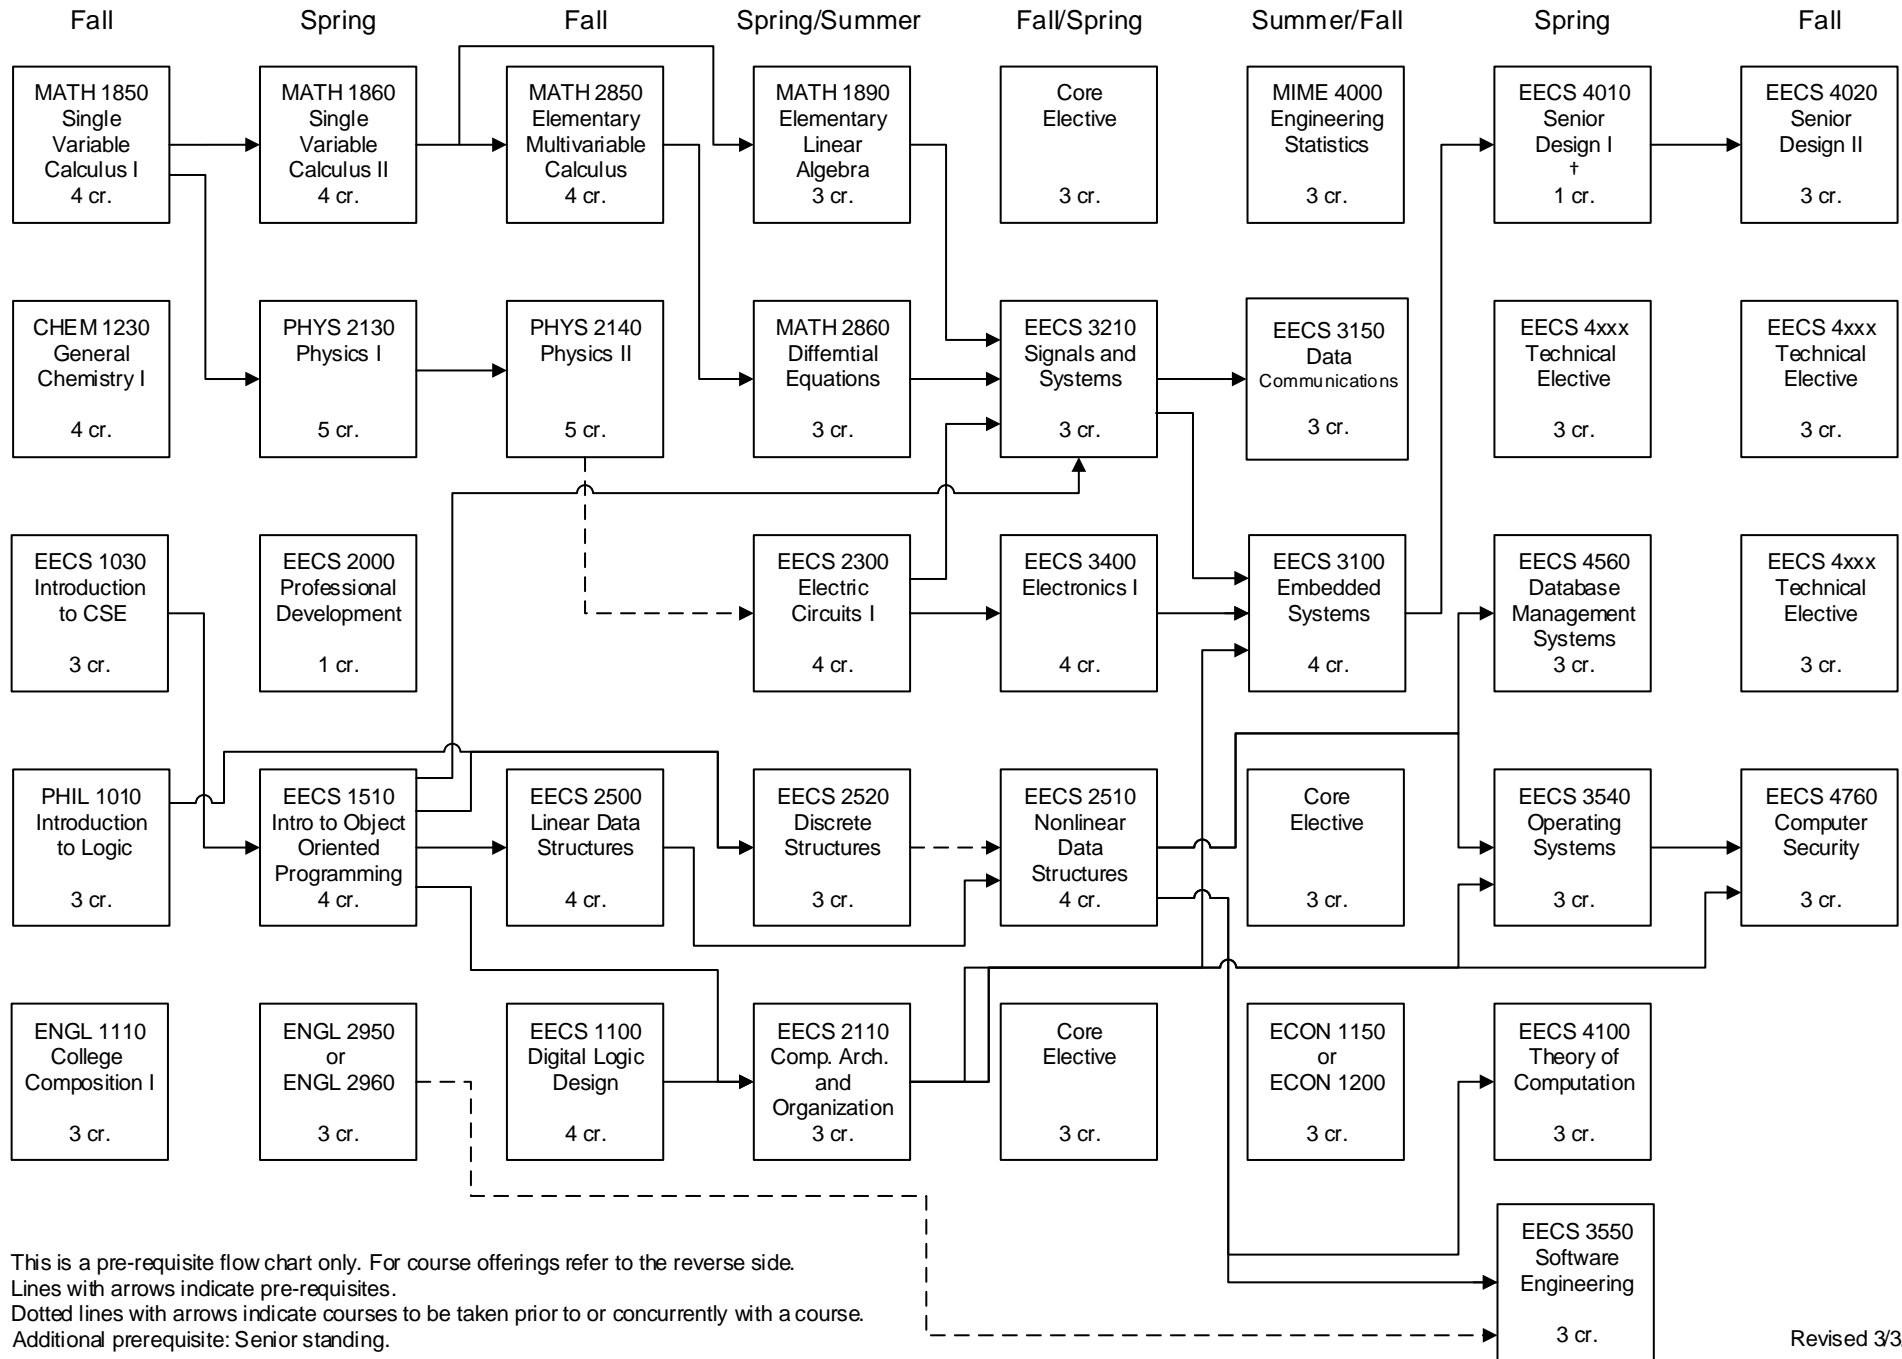 Fall
Spring
Fall
Spring/Summer
Fall/Spring
Summer/Fall
Spring
Fall
MATH 1850
Single
Variable
Calculus I
4 cr.
MATH 1860
Single
Variable
Calculus II
4 cr.
MATH 2850
Elementary
Multivariable
Calculus
4 cr.
MATH 1890
Elementary
Linear
Algebra
3 cr.
Core
Elective
3 cr.
MIME 4000
Engineering
Statistics
3 cr.
EECS 4010
Senior
Design I
†
1 cr.
EECS 4020
Senior
Design II
3 cr.
CHEM 1230
General
Chemistry I
4 cr.
PHYS 2130
Physics I
5 cr.
PHYS 2140
Physics II
5 cr.
MATH 2860
Differntial
Equations
3 cr.
EECS 3210
Signals and
Systems
3 cr.
EECS 3150
Data
Communications
3 cr.
EECS 4xxx
Technical
Elective
3 cr.
EECS 4xxx
Technical
Elective
3 cr.
EECS 1030
Introduction
to CSE
3 cr.
EECS 2000
Professional
Development
1 cr.
EECS 2300
Electric
Circuits I
4 cr.
EECS 3400
Electronics I
4 cr.
EECS 3100
Embedded
Systems
4 cr.
EECS 4560
Database
Management
Systems
3 cr.
EECS 4xxx
Technical
Elective
3 cr.
PHIL 1010
Introduction
to Logic
3 cr.
EECS 1510
Intro to Object
Oriented
Programming
4 cr.
EECS 2500
Linear Data
Structures
4 cr.
EECS 2520
Discrete
Structures
3 cr.
EECS 2510
Nonlinear
Data
Structures
4 cr.
Core
Elective
3 cr.
EECS 3540
Operating
Systems
3 cr.
EECS 4760
Computer
Security
3 cr.
ENGL 1110
College
Composition I
3 cr.
ENGL 2950
or
ENGL 2960
3 cr.
EECS 1100
Digital Logic
Design
4 cr.
EECS 2110
Comp. Arch.
and
Organization
3 cr.
Core
Elective
3 cr.
ECON 1150
or
ECON 1200
3 cr.
EECS 4100
Theory of
Computation
3 cr.
EECS 3550
Software
Engineering
3 cr.
This is a pre-requisite flow chart only. For course offerings refer to the reverse side.
Lines with arrows indicate pre-requisites.
Dotted lines with arrows indicate courses to be taken prior to or concurrently with a course.
Additional prerequisite: Senior standing.
Revised 3/3